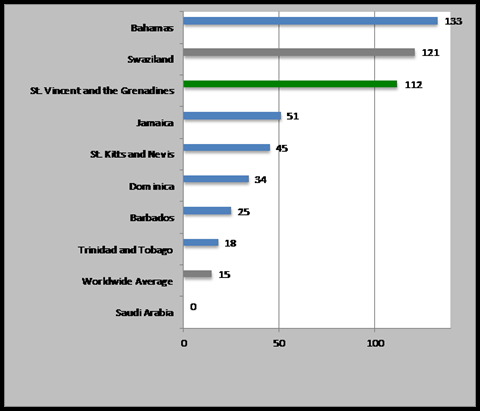 Bahamas 133
Swaziland 121
St. Vincent and the Grenadines 112
Jamaica 51
St. Kitts and Nevis 45
Dominica 34
Barbados 25
Trinidad and Tobago 18
Worldwide Average 15
Saudi Arabia 0
0 50 100